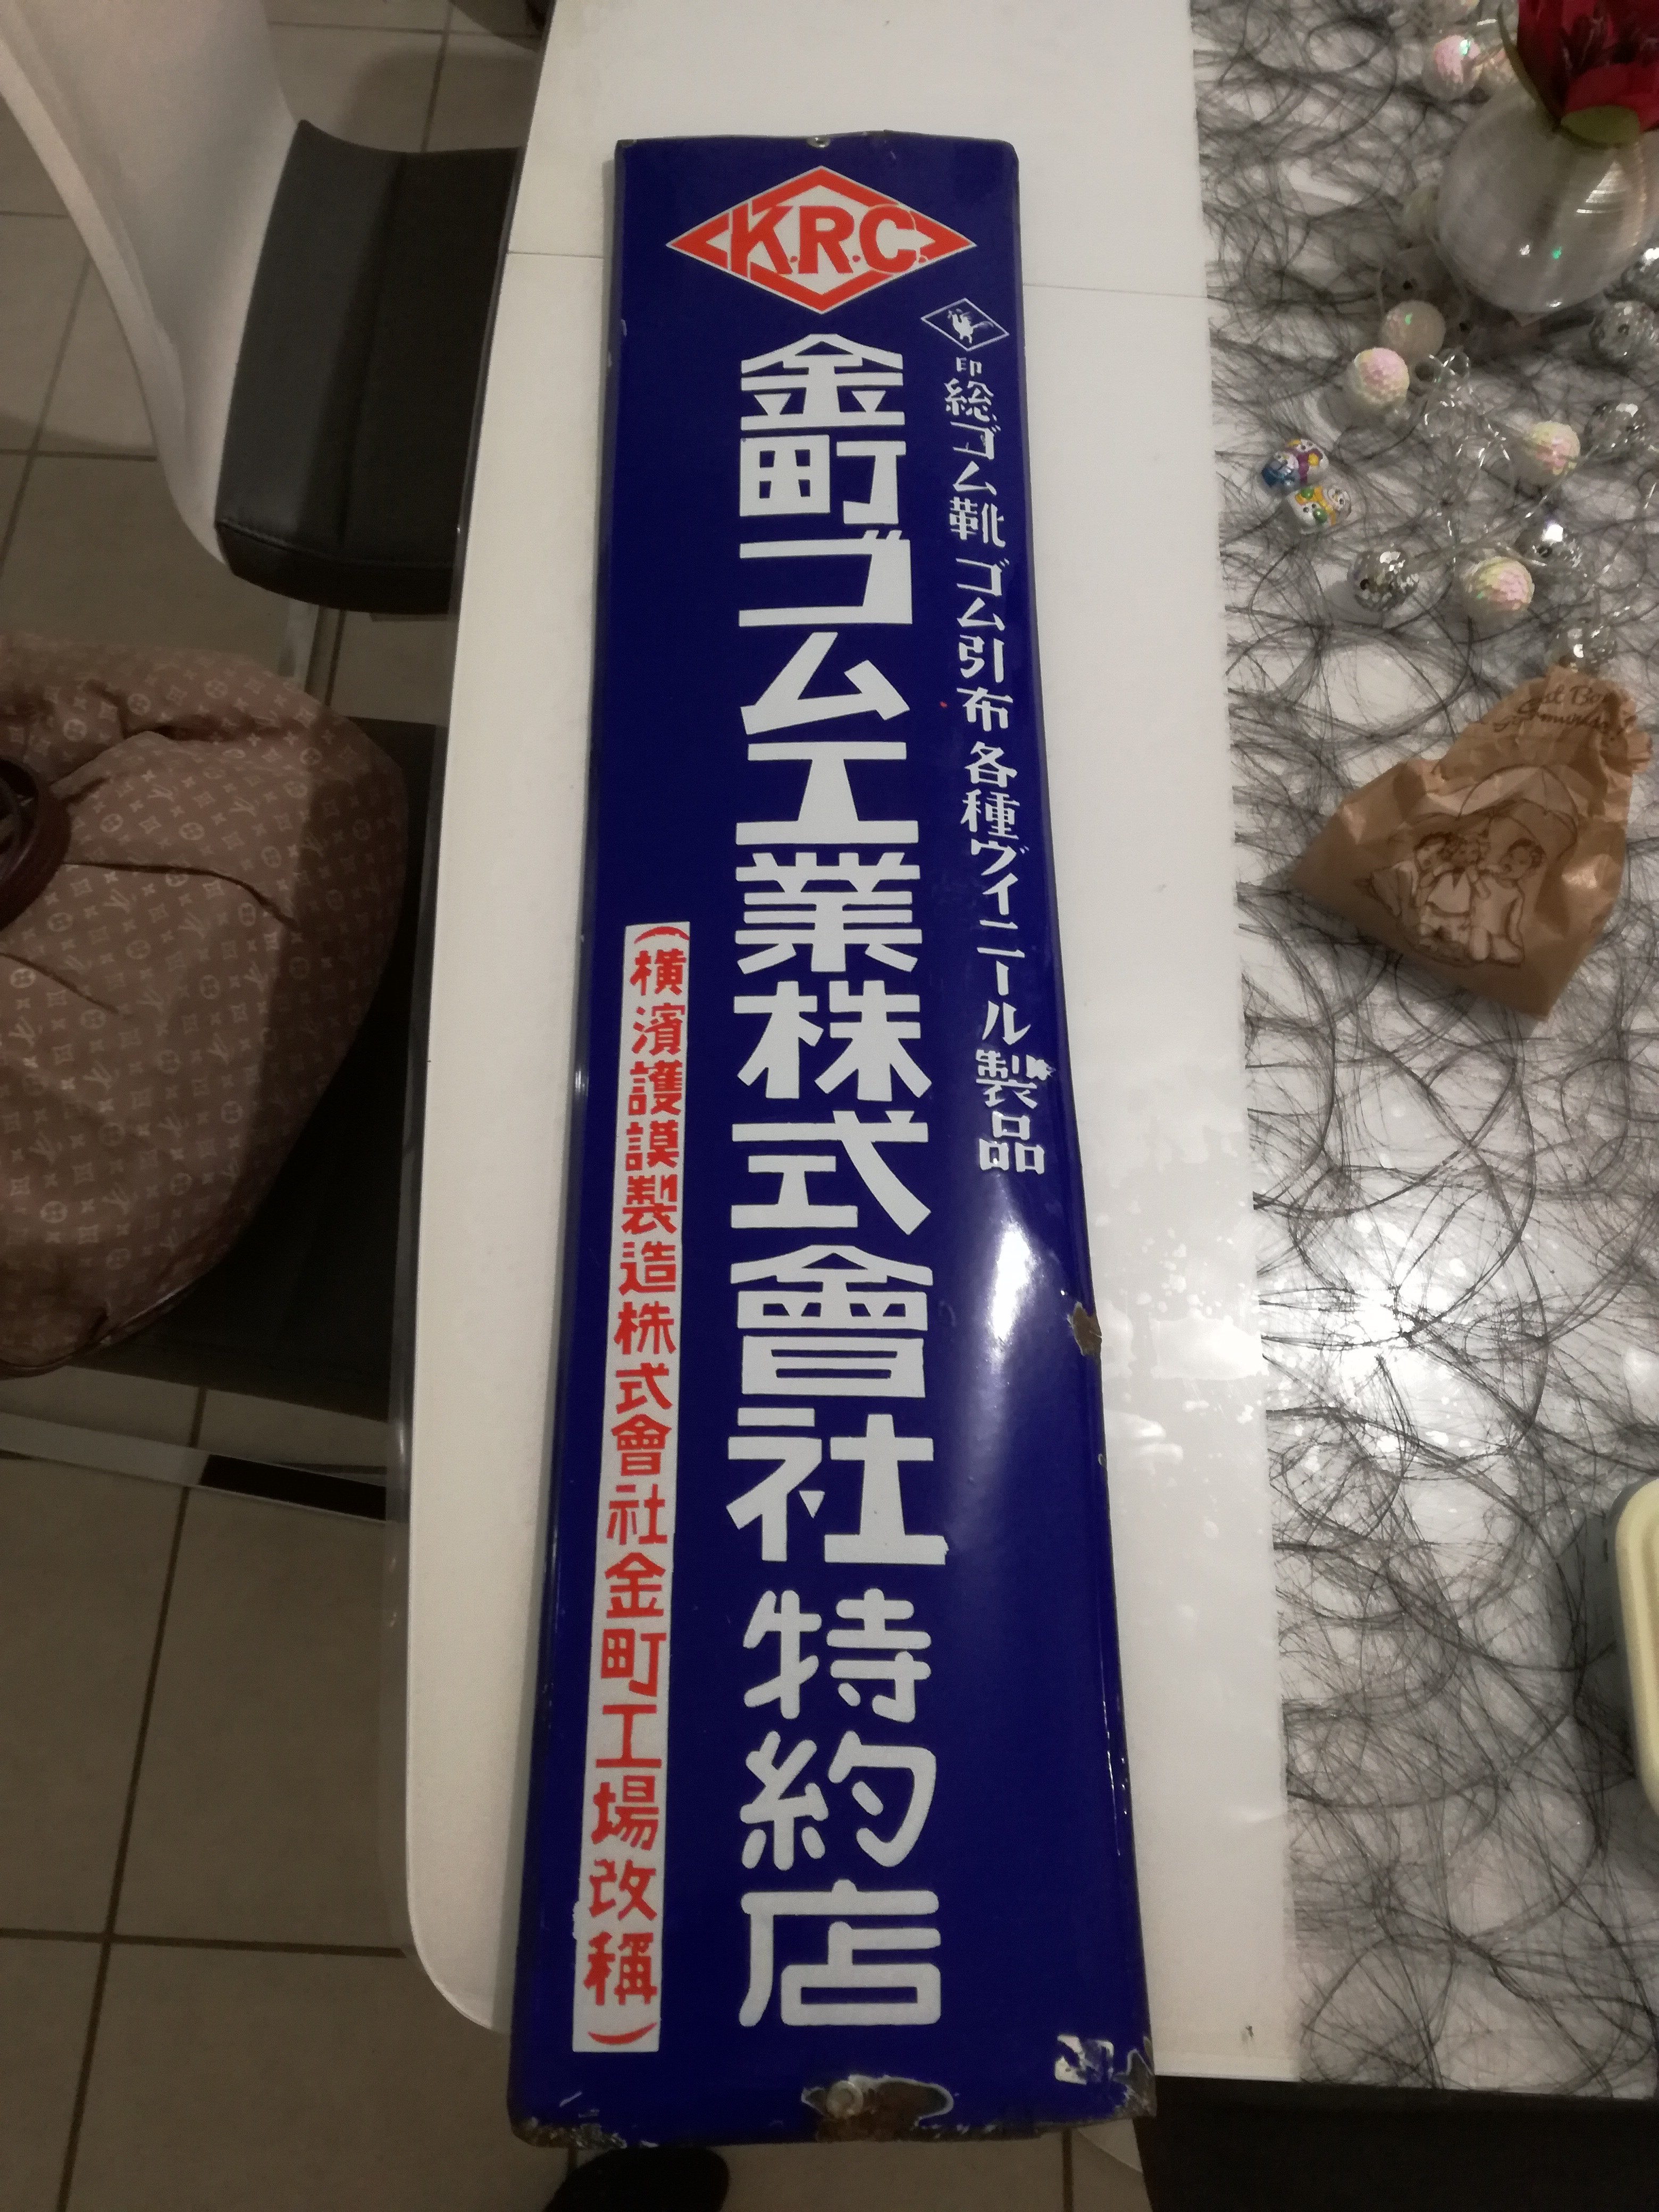 K.R.C.
印 総ゴム靴 ゴム引布 各種ヴィニール製品
金町ゴム工業株式會社特約店
(横濱護謨製造株式會社金町工場改稱)